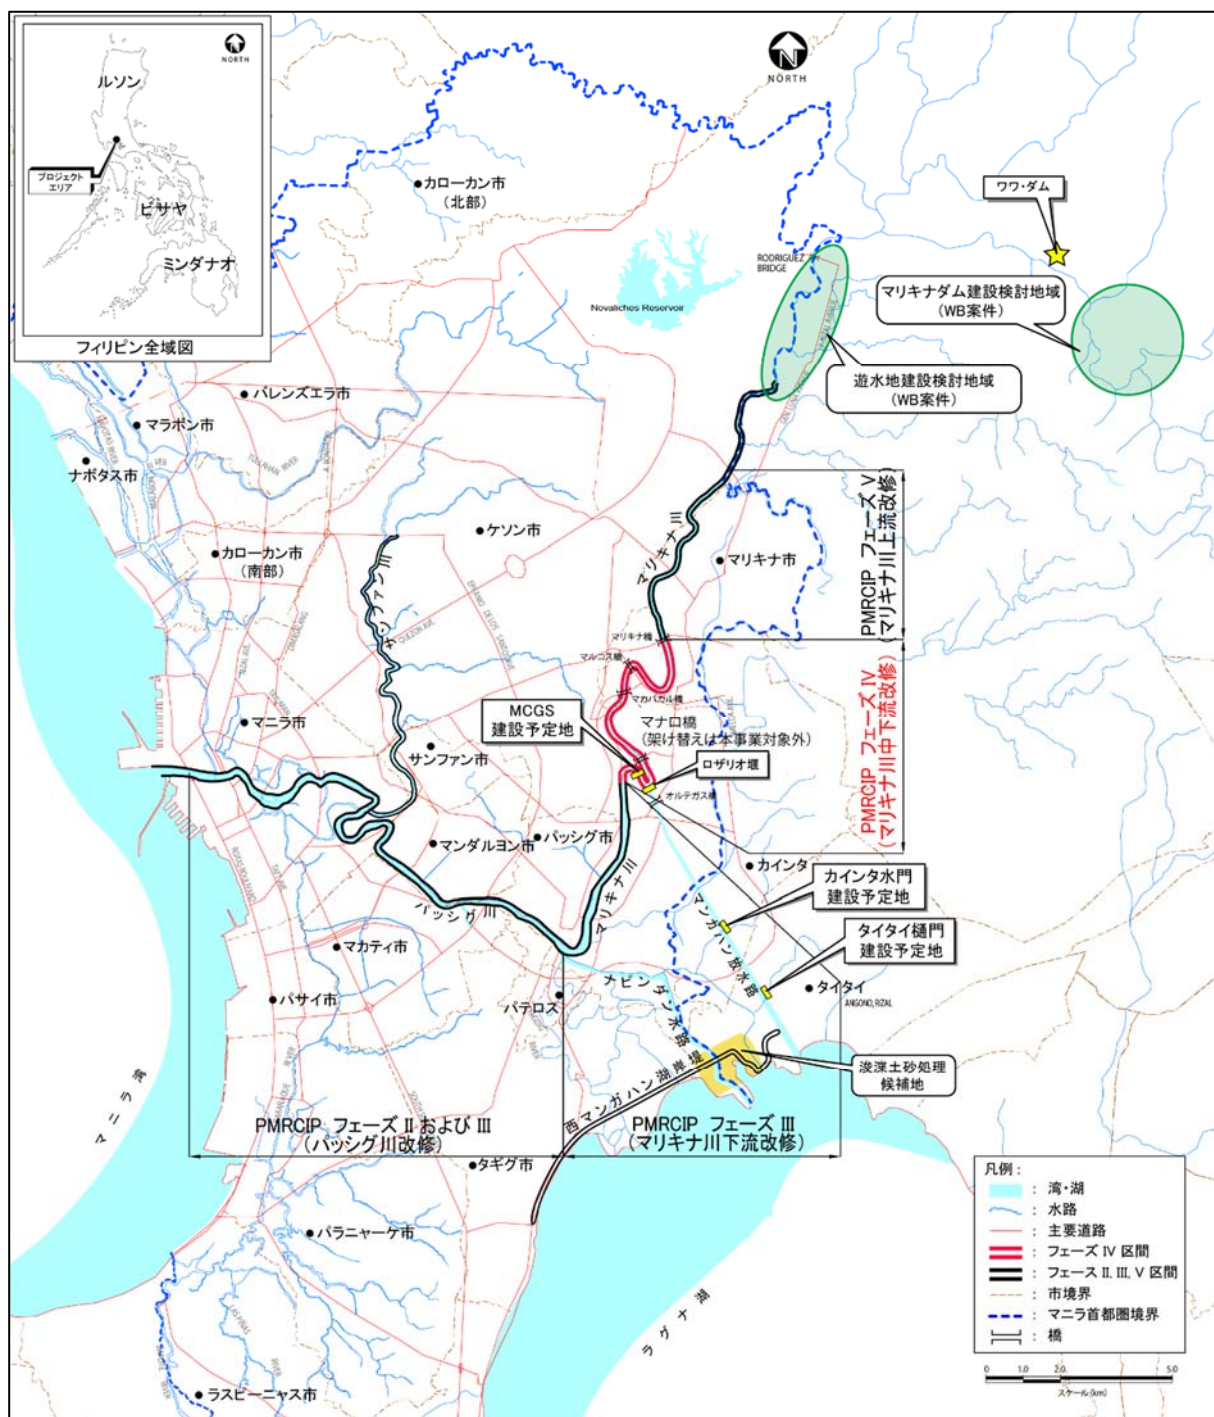 NORTH
ルソン
プロジェクト
エリア
ビサヤ
ミンダナオ
フィリピン全域図
NORTH
カローカン市
(北部)
ワワ・ダム
RODRIGUEZ
BRIDGE
マリキナダム建設検討地域
(WB案件)
Novaliches Reservoir
遊水地建設検討地域
(WB案件)
バレンズエラ市
マラボン市
ナボタス市
TULLAHAN RIVER
ケソン市
カローカン市
(南部)
サンファン川
マリキナ川
マリキナ市
PMRCIP フェーズ V
(マリキナ川上流改修)
QUEZON AVE.
マリキナ橋
マルコス橋
マカパガル橋
MCGS
建設予定地
マナロ橋
(架け替えは本事業対象外)
PMRCIP フェーズ IV
(マリキナ川中下流改修)
マニラ市
サンファン市
ロザリオ堰
オルテガス橋
マンダルヨン市
パッシグ市
カインタ
カインタ水門
建設予定地
パッシグ川
マリキナ川
マンガハン放水路
タイタイ樋門
建設予定地
マカティ市
パサイ市
パテロス
ナピンダン水路
タイタイ
ANGONO, RIZAL
西マンガハン湖岸堤
浚渫土砂処理
候補地
マニラ湾
PMRCIP フェーズ II および III
(パッシグ川改修)
PMRCIP フェーズ III
(マリキナ川下流改修)
タギグ市
パラニャーケ市
ラグナ湖
ラスピーニャス市
凡例 :
: 湾・湖
: 水路
: 主要道路
: フェーズ IV 区間
: フェース II, III, V 区間
: 市境界
: マニラ首都圏境界
: 橋
0 1.0 2.0 5.0
スケール (km)